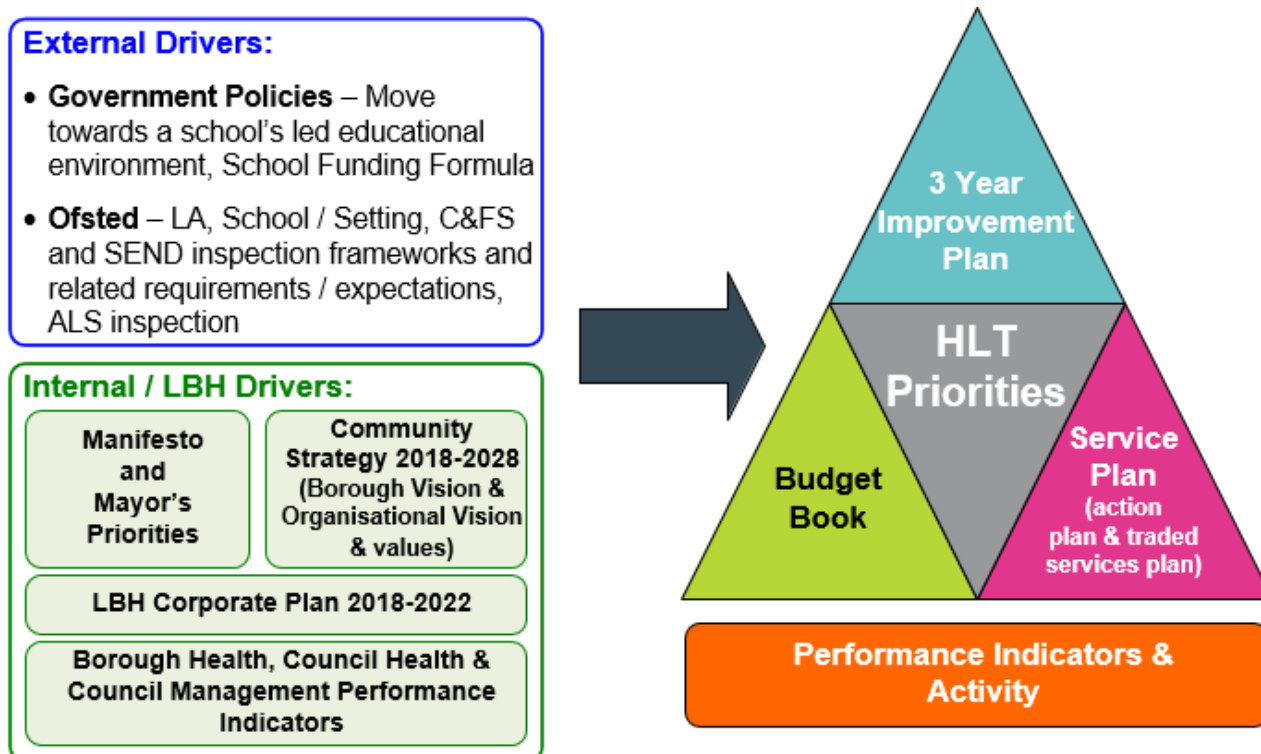 External Drivers:
• Government Policies – Move
towards a school's led educational
environment, School Funding Formula
• Ofsted – LA, School / Setting, C&FS
and SEND inspection frameworks and
related requirements / expectations,
ALS inspection
Internal / LBH Drivers:
Manifesto
and
Mayor's
Priorities
Community
Strategy 2018-2028
(Borough Vision &
Organisational Vision
& values)
LBH Corporate Plan 2018-2022
Borough Health, Council Health &
Council Management Performance
Indicators
3 Year
Improvement
Plan
HLT
Priorities
Budget
Book
Service
Plan
(action
plan & traded
services plan)
Performance Indicators &
Activity